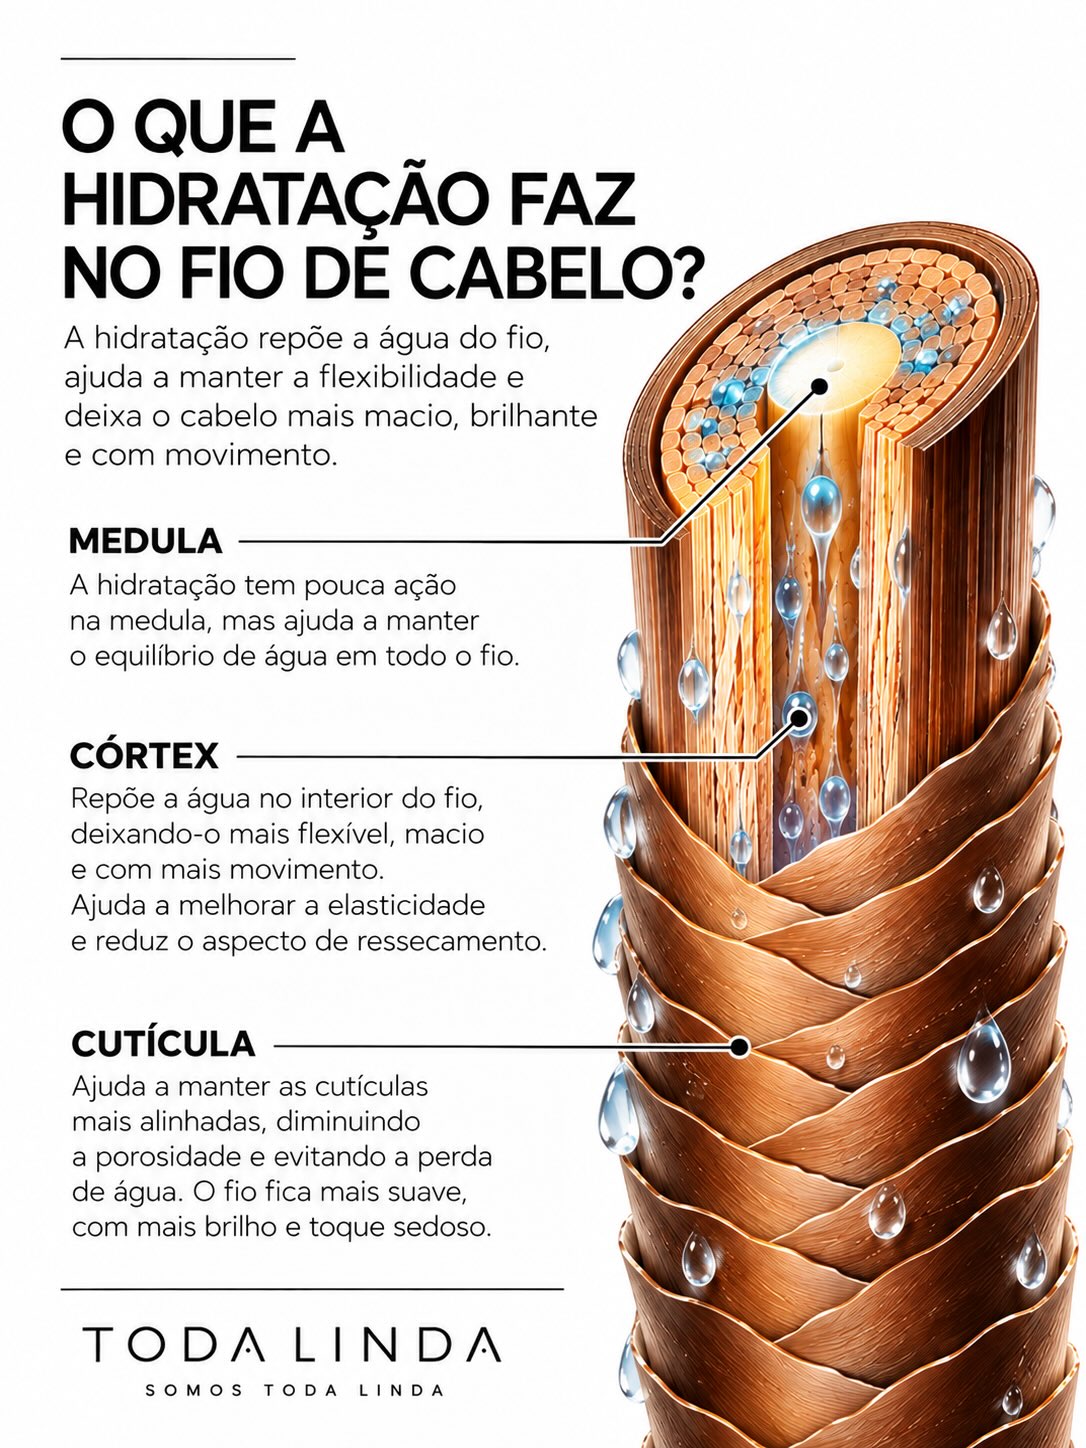 O QUE A
HIDRATAÇÃO FAZ
NO FIO DE CABELO?
A hidratação repõe a água do fio,
ajuda a manter a flexibilidade e
deixa o cabelo mais macio, brilhante
e com movimento.
MEDULA
A hidratação tem pouca ação
na medula, mas ajuda a manter
o equilíbrio de água em todo o fio.
CÓRTEX
Repõe a água no interior do fio,
deixando-o mais flexível, macio
e com mais movimento.
Ajuda a melhorar a elasticidade
e reduz o aspecto de ressecamento.
CUTÍCULA
Ajuda a manter as cutículas
mais alinhadas, diminuindo
a porosidade e evitando a perda
de água. O fio fica mais suave,
com mais brilho e toque sedoso.
TODA LINDA
SOMOS TODA LINDA